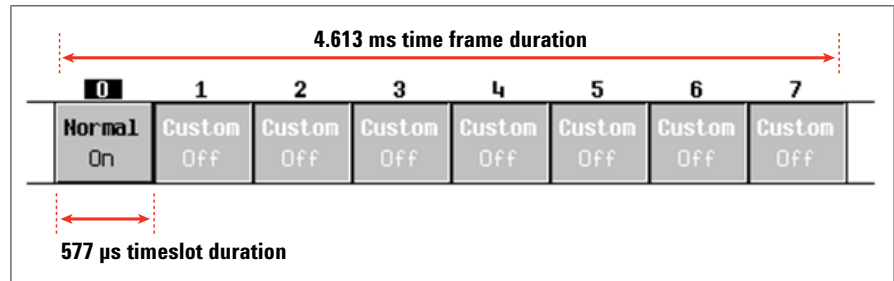 4.613 ms time frame duration
0 1 2 3 4 5 6 7
Normal Custom Custom Custom Custom Custom Custom Custom
On Off Off Off Off Off Off Off
577 µs timeslot duration